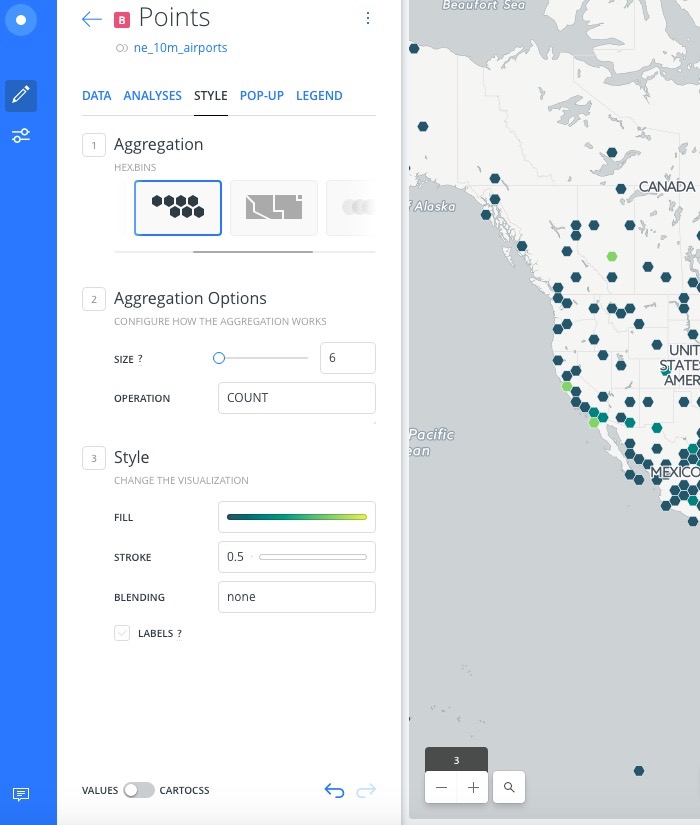 B Points
ne_10m_airports
DATA ANALYSES STYLE POP-UP LEGEND
1 Aggregation
HEXBINS
2 Aggregation Options
CONFIGURE HOW THE AGGREGATION WORKS
SIZE ? 6
OPERATION COUNT
3 Style
CHANGE THE VISUALIZATION
FILL
STROKE 0.5
BLENDING none
LABELS ?
VALUES CARTOCSS
Beaufort Sea
CANADA
f Alaska
UNIT
STATES
AMER
Pacific
ean
MEXICO
3